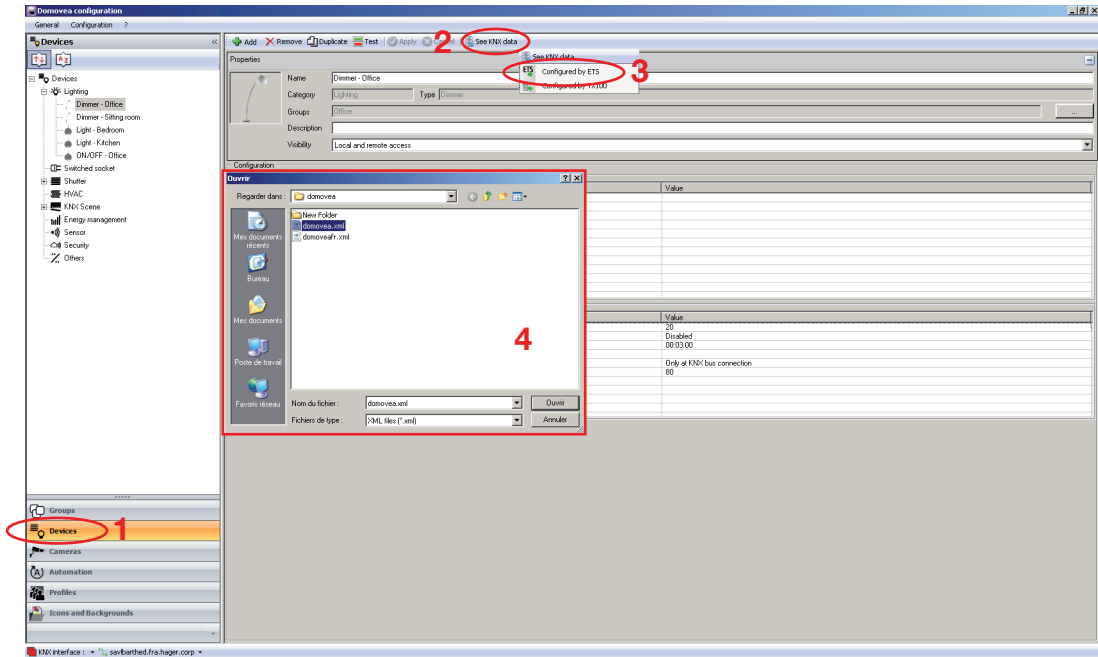 Domovea configuration
General Configuration ?
Devices «
Add Remove Duplicate Test Apply See KNX data
2
Properties
See KNX data
Configured by ETS
3
Name Dimmer - Office
Category Lighting Type Dimmer
Groups Office ...
Description
Visibility Local and remote access
Configuration
Devices
Lighting
Dimmer - Office
Dimmer - Sitting room
Light - Bedroom
Light - Kitchen
ON/OFF - Office
Switched socket
Shutter
HVAC
KNX Scene
Energy management
Sensor
Security
Others
Value
Value
20
Disabled
00:03:00
Only at KNX bus connection
80
Ouvrir
Regarder dans : domovea
New Folder
domovea.xml
domoveafr.xml
Mes documents récents
Bureau
Mes documents
Poste de travail
Favoris réseau
4
Nom du fichier : domovea.xml Ouvrir
Fichiers de type : XML files (*.xml) Annuler
Groups
Devices
1
Cameras
Automation
Profiles
Icons and Backgrounds
KNX interface : savlbarthed.fra.hager.corp